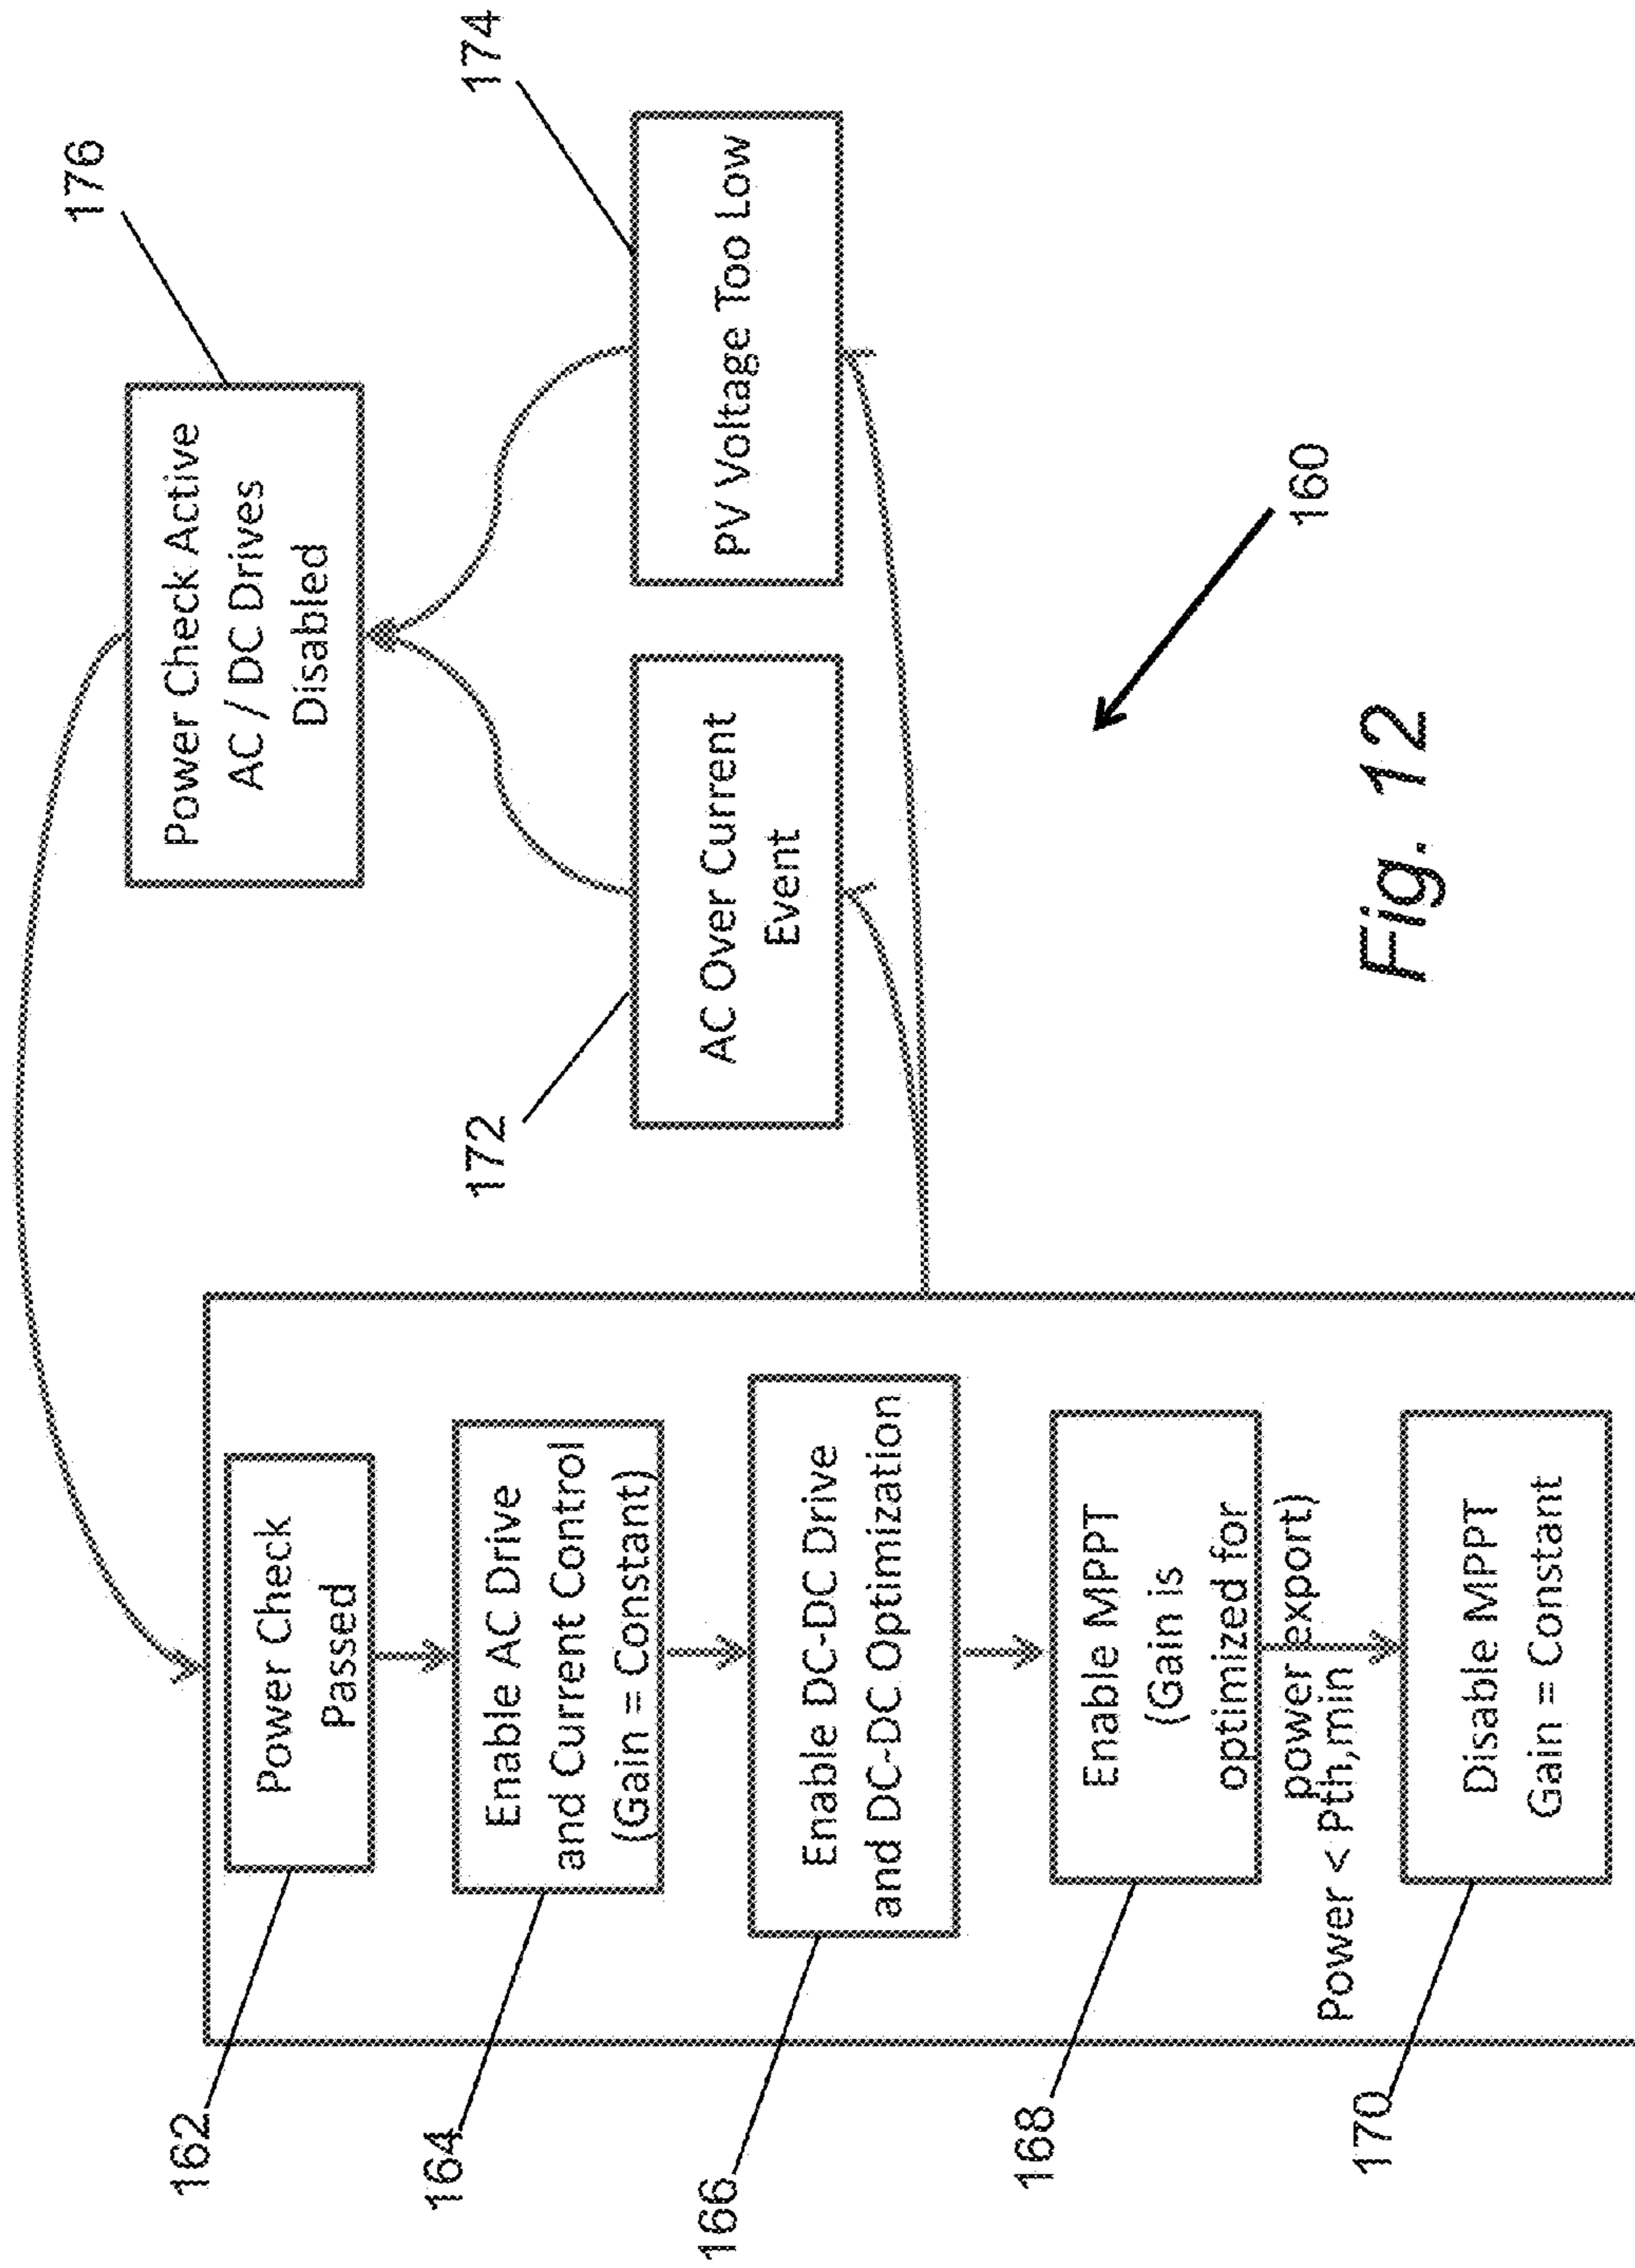 162
Power Check
Passed
164
Enable AC Drive
and Current Control
(Gain = Constant)
166
Enable DC-DC Drive
and DC-DC Optimization
168
Enable MPPT
(Gain is
optimized for
power export)
Power < Pth,min
170
Disable MPPT
Gain = Constant
176
Power Check Active
AC / DC Drives
Disabled
172
AC Over Current
Event
174
PV Voltage Too Low
160
Fig. 12